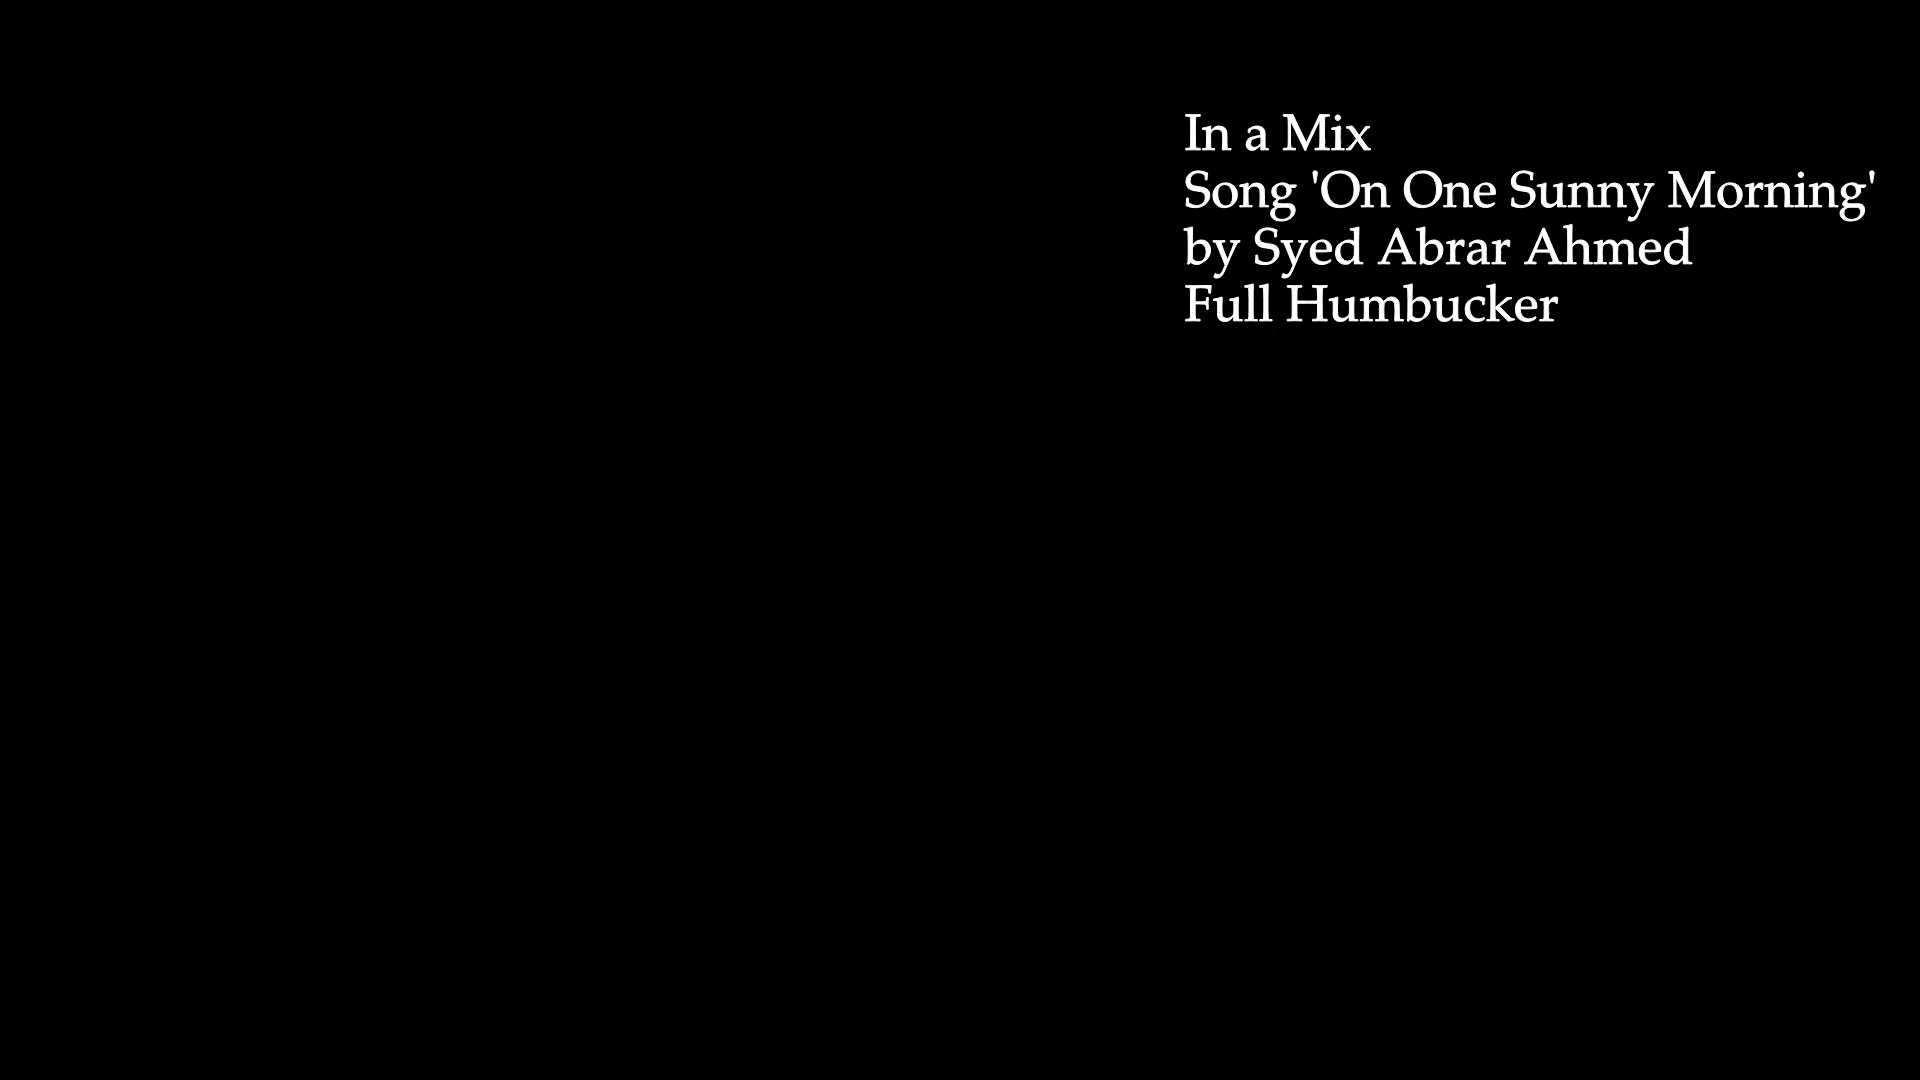 In a Mix
Song 'On One Sunny Morning'
by Syed Abrar Ahmed
Full Humbucker